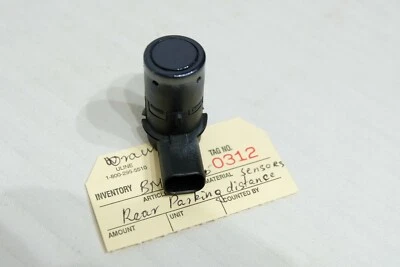 ULINE
1-800-295-5510
TAG NO.
0312
INVENTORY
ARTICLE
MATERIAL
sensors
Rear Parking distance
AMOUNT
UNIT
COUNTED BY